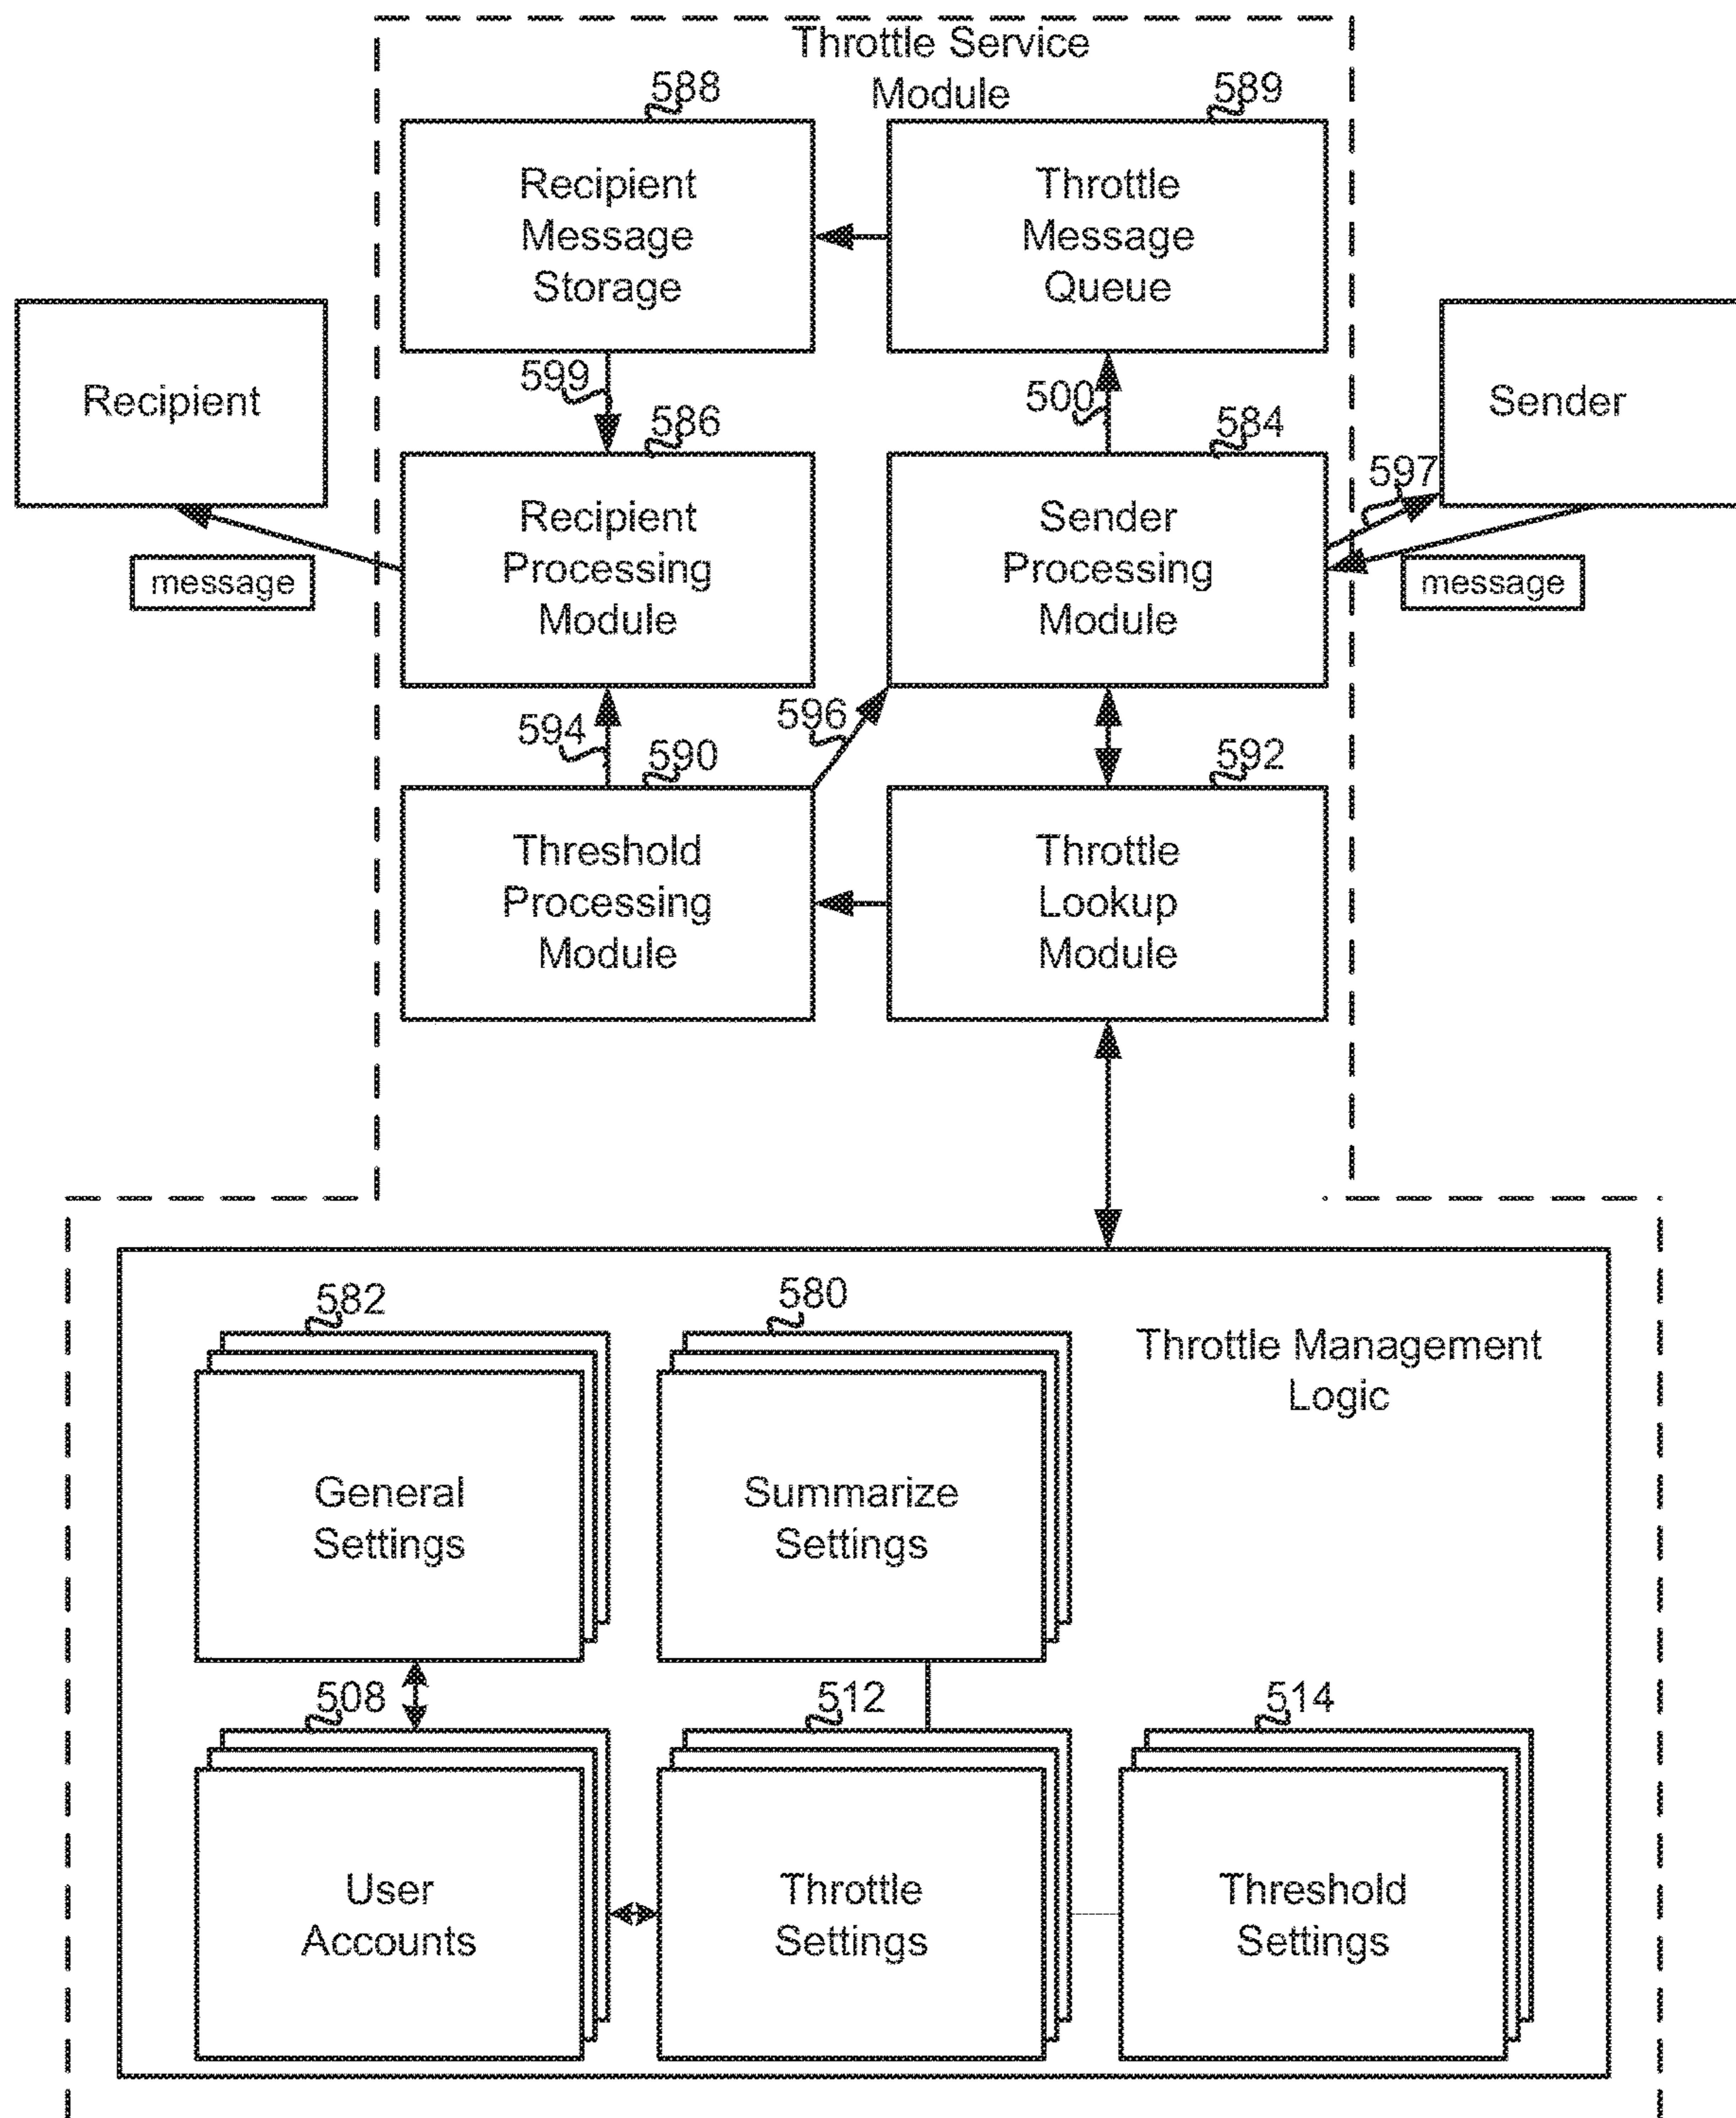 Throttle Service
Module
588
589
Recipient
Message
Storage
Throttle
Message
Queue
599
500
Recipient
Sender
586
584
597
Recipient
Processing
Module
Sender
Processing
Module
message
message
594
596
590
592
Threshold
Processing
Module
Throttle
Lookup
Module
582
580
Throttle Management
Logic
General
Settings
Summarize
Settings
508
512
514
User
Accounts
Throttle
Settings
Threshold
Settings